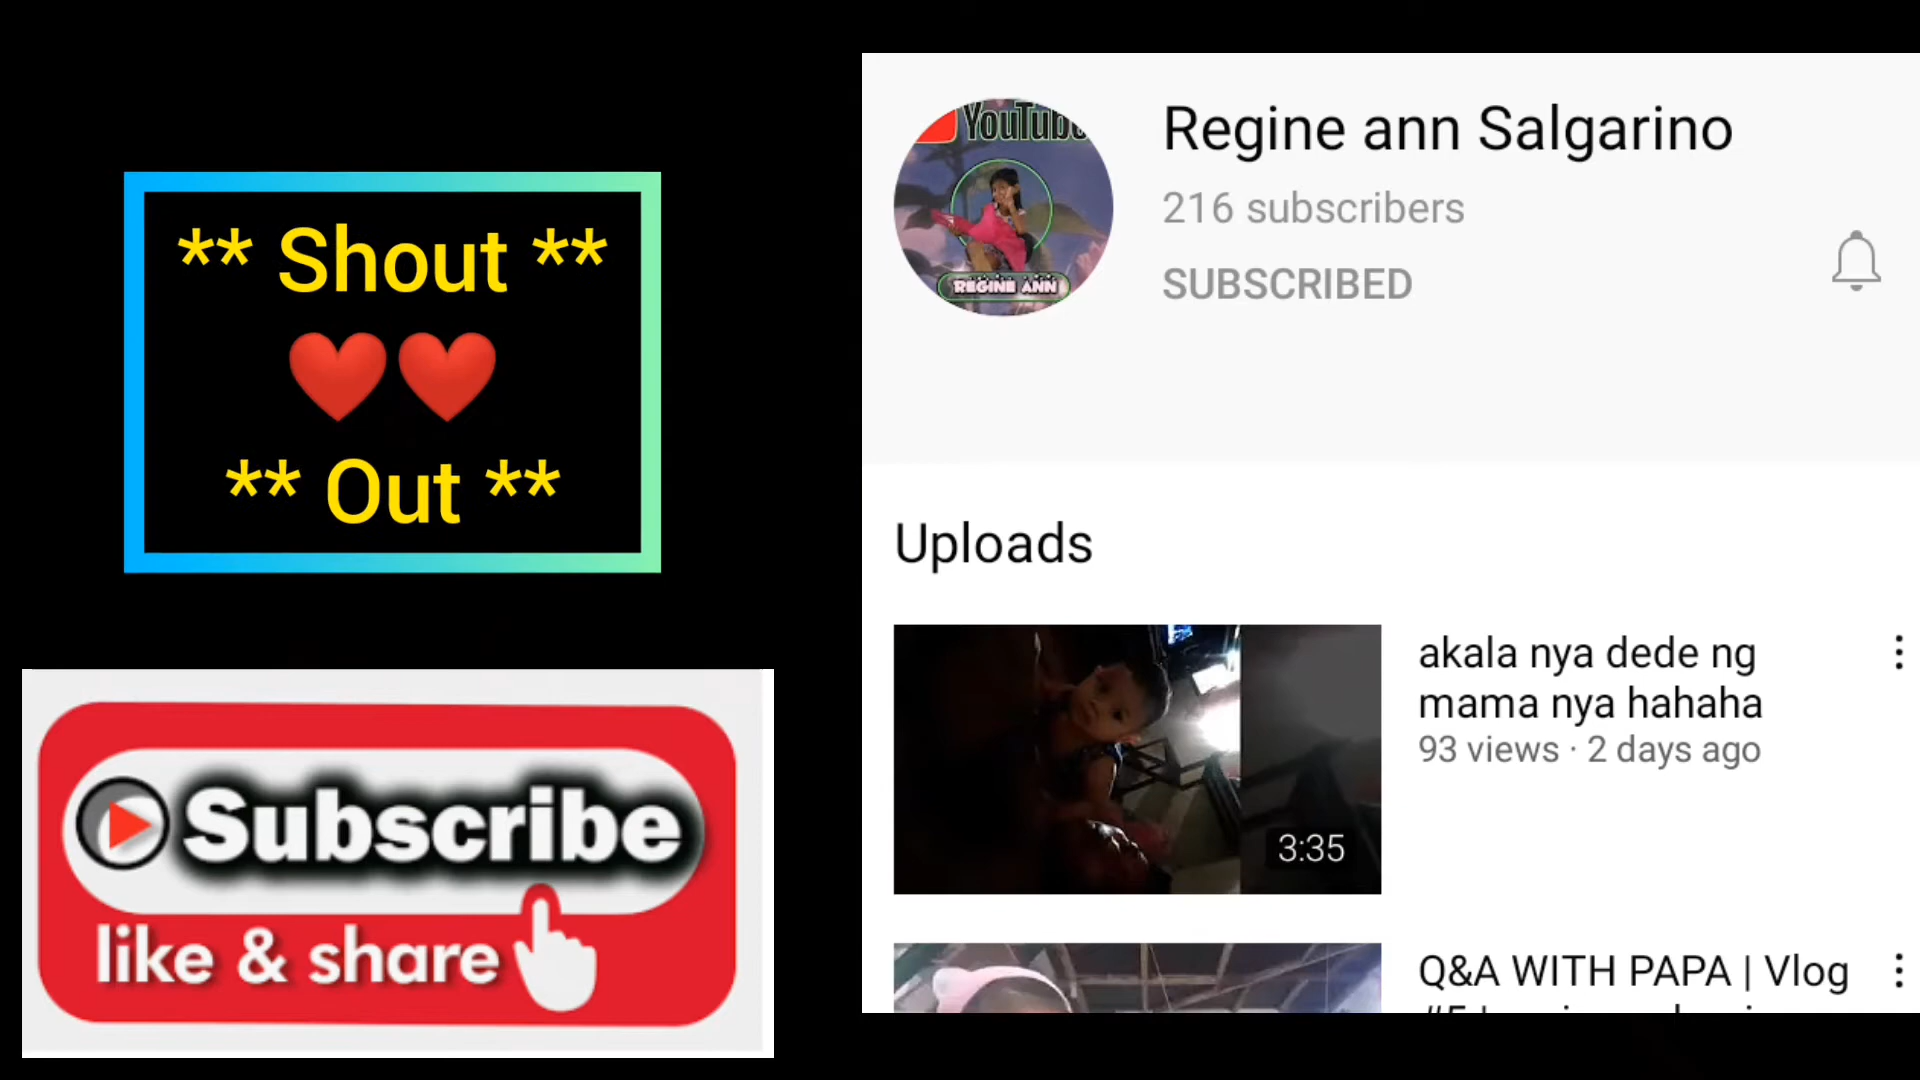 ** Shout **
** Out **
Subscribe
like & share
YouTube
REGINE ANN
Regine ann Salgarino
216 subscribers
SUBSCRIBED
Uploads
3:35
akala nya dede ng
mama nya hahaha
93 views · 2 days ago
Q&A WITH PAPA | Vlog